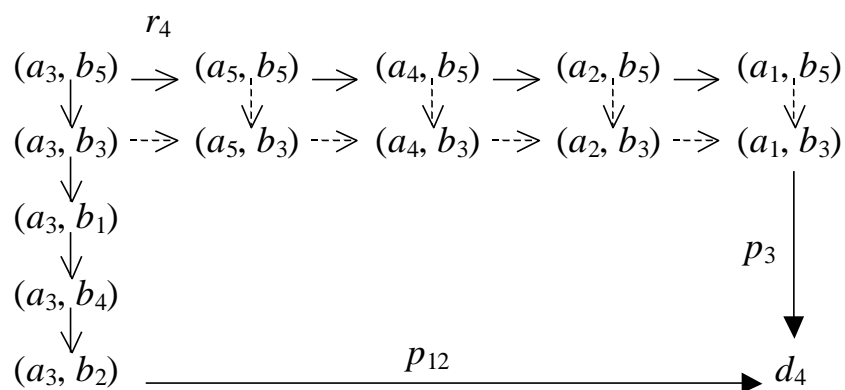 r₄
(a₃, b₅) (a₅, b₅) (a₄, b₅) (a₂, b₅) (a₁, b₅)
(a₃, b₃) (a₅, b₃) (a₄, b₃) (a₂, b₃) (a₁, b₃)
(a₃, b₁)
p₃
(a₃, b₄)
p₁₂
(a₃, b₂) d₄